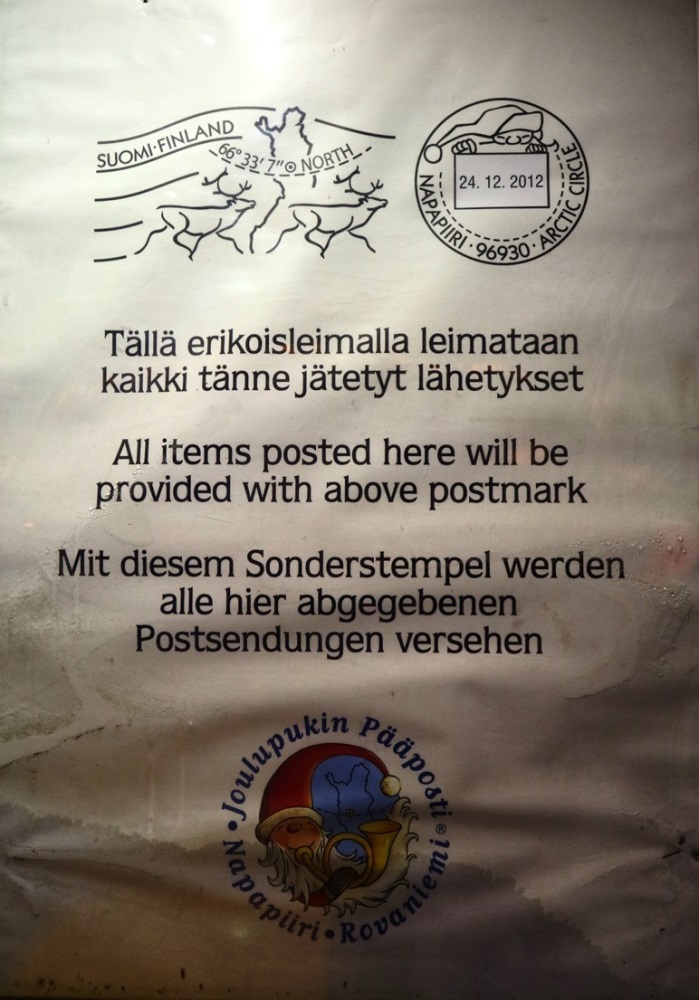 SUOMI·FINLAND
66° 33' 7" ⊙ NORTH
24. 12. 2012
NAPAPIIRI · 96930 · ARCTIC CIRCLE
Tällä erikoisleimalla leimataan
kaikki tänne jätetyt lähetykset
All items posted here will be
provided with above postmark
Mit diesem Sonderstempel werden
alle hier abgegebenen
Postsendungen versehen
• Joulupukin Pääposti ®
Napapiiri • Rovaniemi